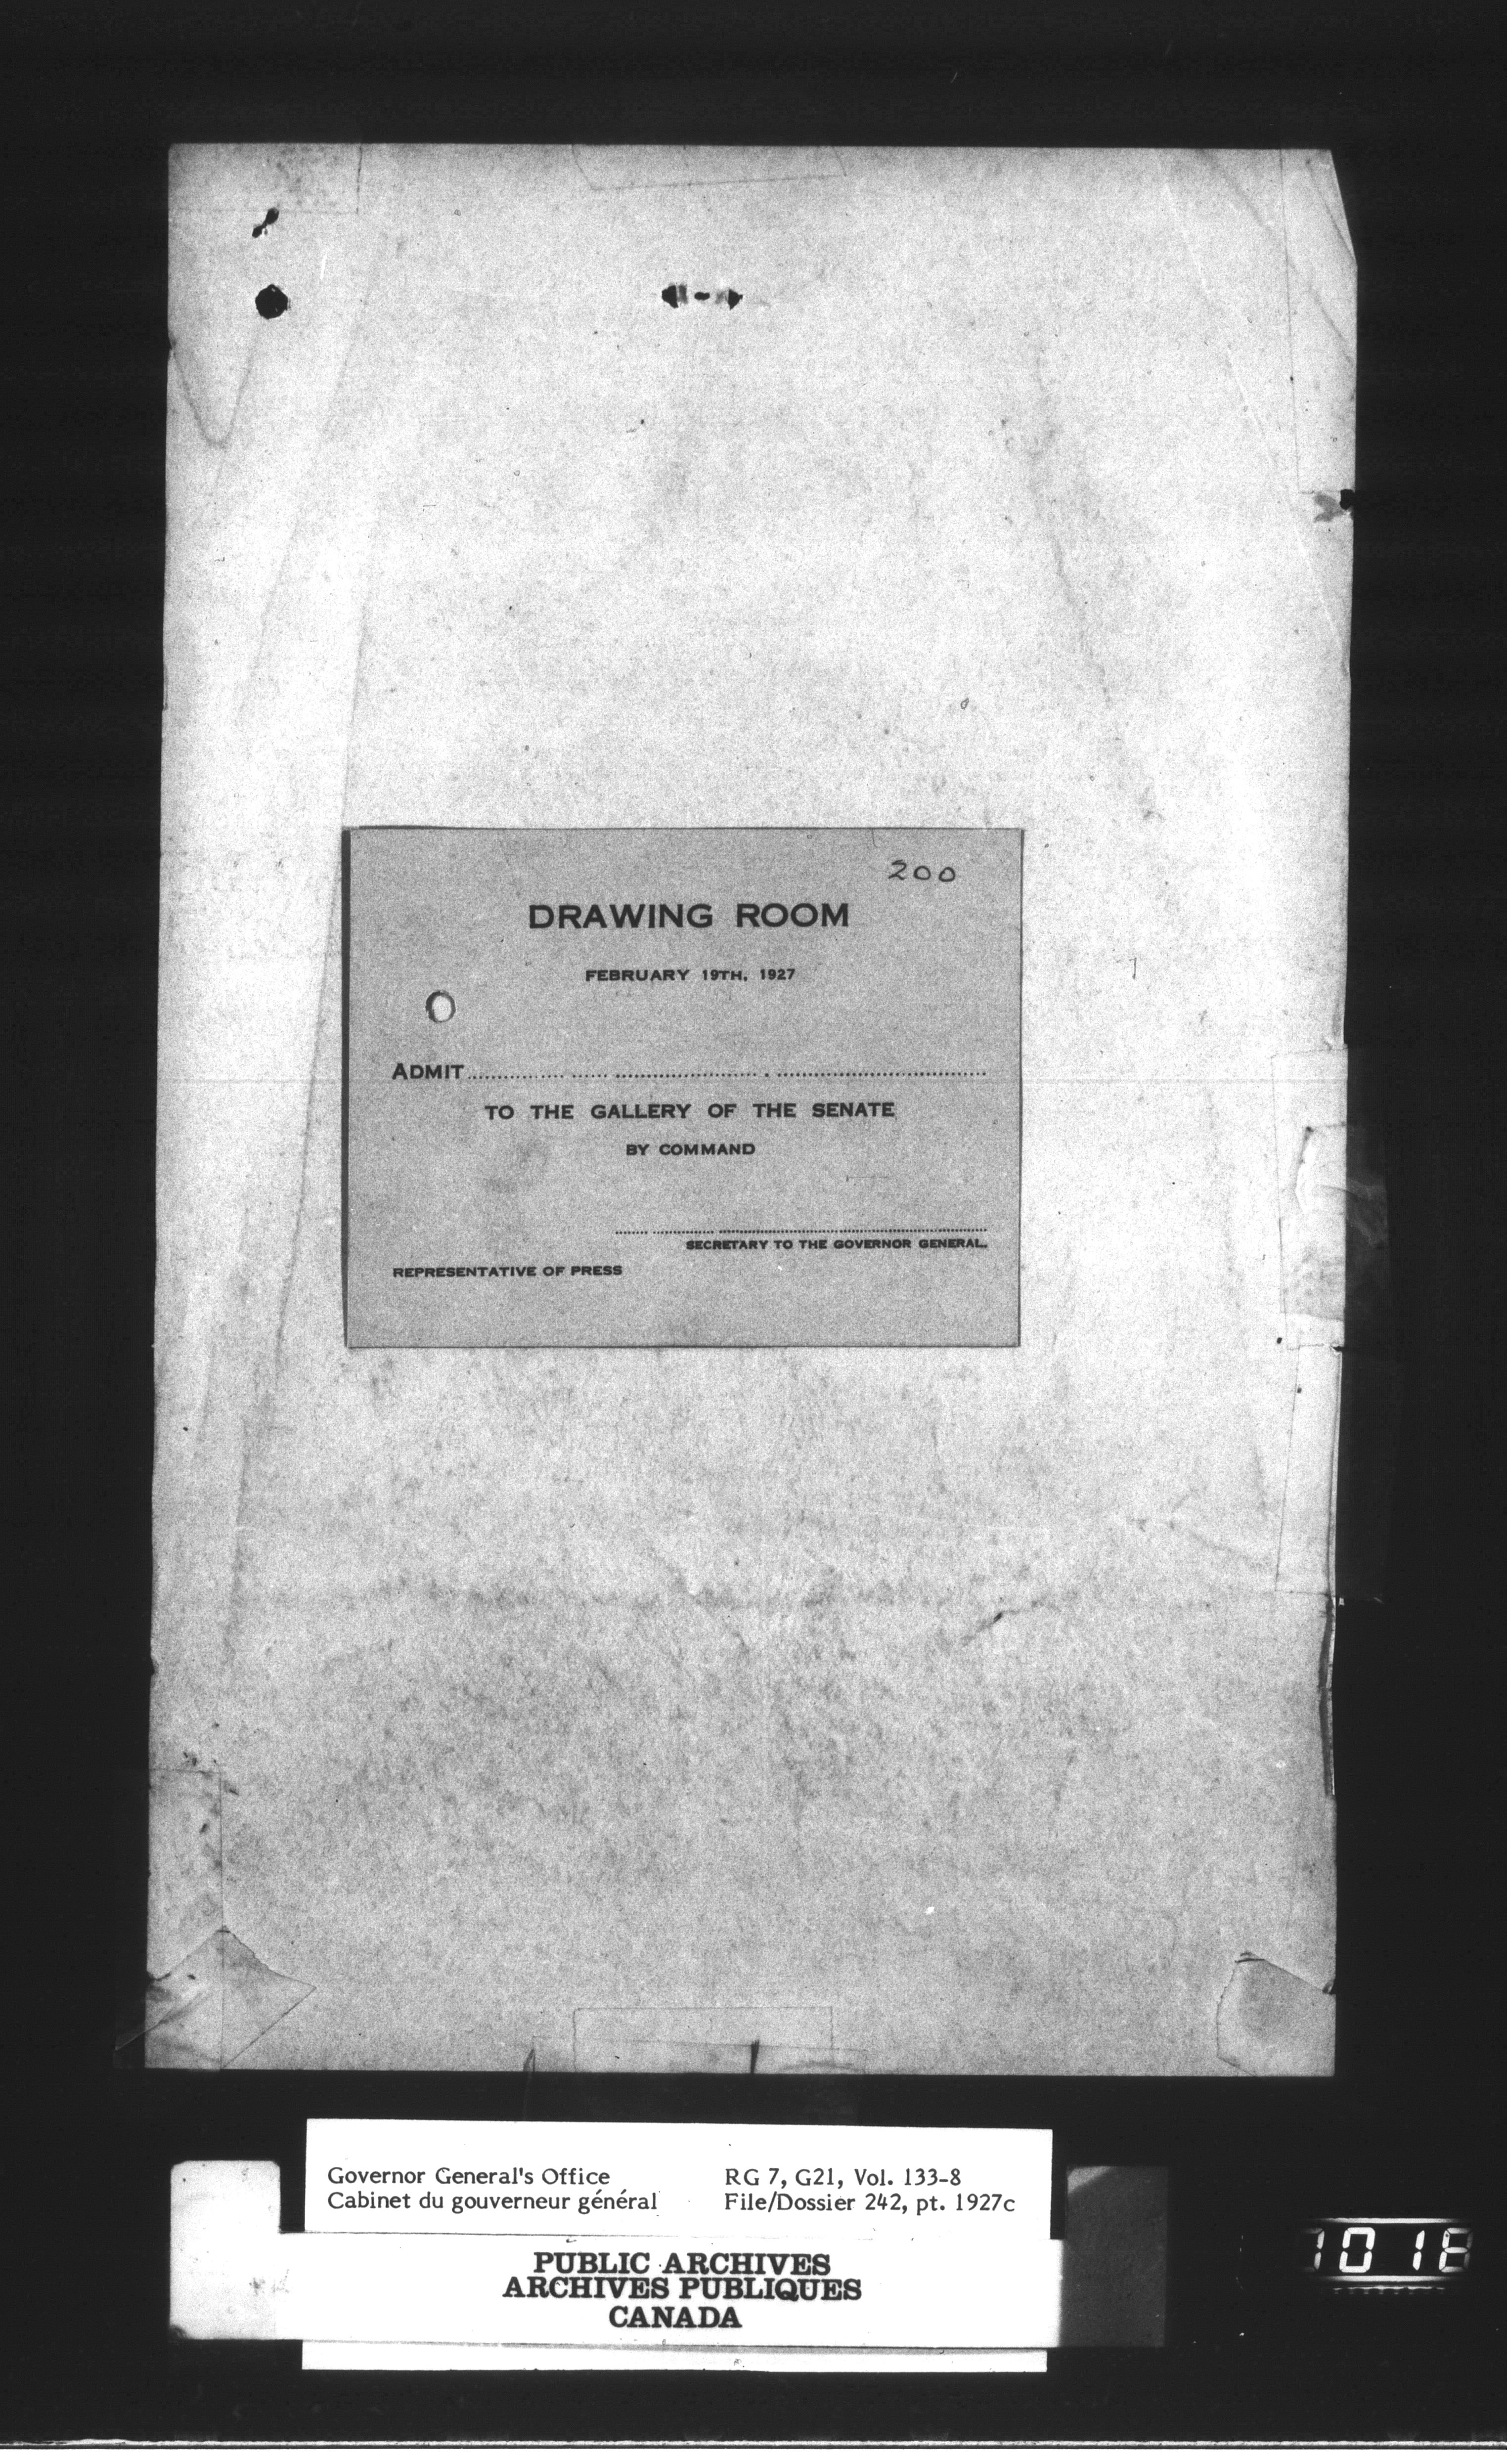 200
DRAWING ROOM
FEBRUARY 19TH, 1927
ADMIT
TO THE GALLERY OF THE SENATE
BY COMMAND
SECRETARY TO THE GOVERNOR GENERAL.
REPRESENTATIVE OF PRESS
Governor General's Office RG 7, G21, Vol. 133-8
Cabinet du gouverneur général File/Dossier 242, pt. 1927c
PUBLIC ARCHIVES
ARCHIVES PUBLIQUES
CANADA